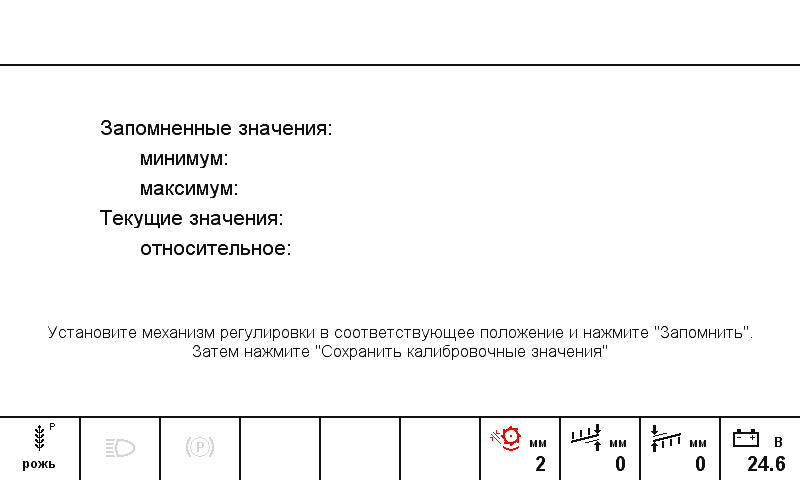 Запомненные значения:
минимум:
максимум:
Текущие значения:
относительное:
Установите механизм регулировки в соответствующее положение и нажмите "Запомнить".
Затем нажмите "Сохранить калибровочные значения"
P
рожь
(P)
мм
2
мм
0
мм
0
В
24.6